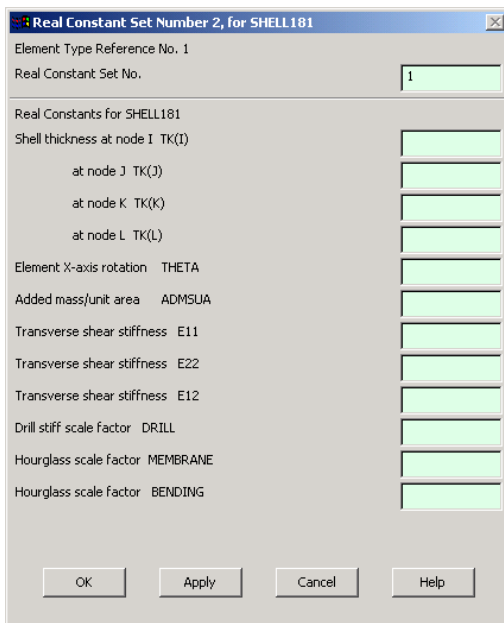 Real Constant Set Number 2, for SHELL181
Element Type Reference No. 1
Real Constant Set No. 1
Real Constants for SHELL181
Shell thickness at node I TK(I)
at node J TK(J)
at node K TK(K)
at node L TK(L)
Element X-axis rotation THETA
Added mass/unit area ADMSUA
Transverse shear stiffness E11
Transverse shear stiffness E22
Transverse shear stiffness E12
Drill stiff scale factor DRILL
Hourglass scale factor MEMBRANE
Hourglass scale factor BENDING
OK Apply Cancel Help